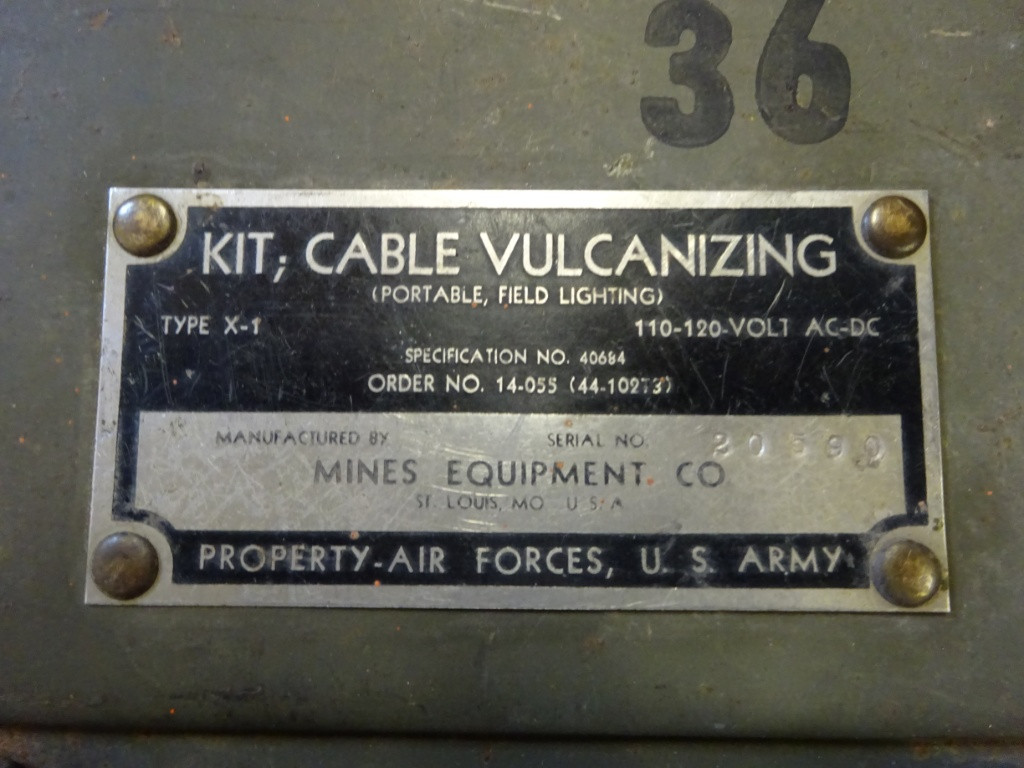 36
KIT; CABLE VULCANIZING
(PORTABLE, FIELD LIGHTING)
TYPE X-1 110-120-VOLT AC-DC
SPECIFICATION NO. 40684
ORDER NO. 14-055 (44-10273)
MANUFACTURED BY SERIAL NO.
MINES EQUIPMENT CO
ST. LOUIS, MO U S A
PROPERTY-AIR FORCES, U. S. ARMY